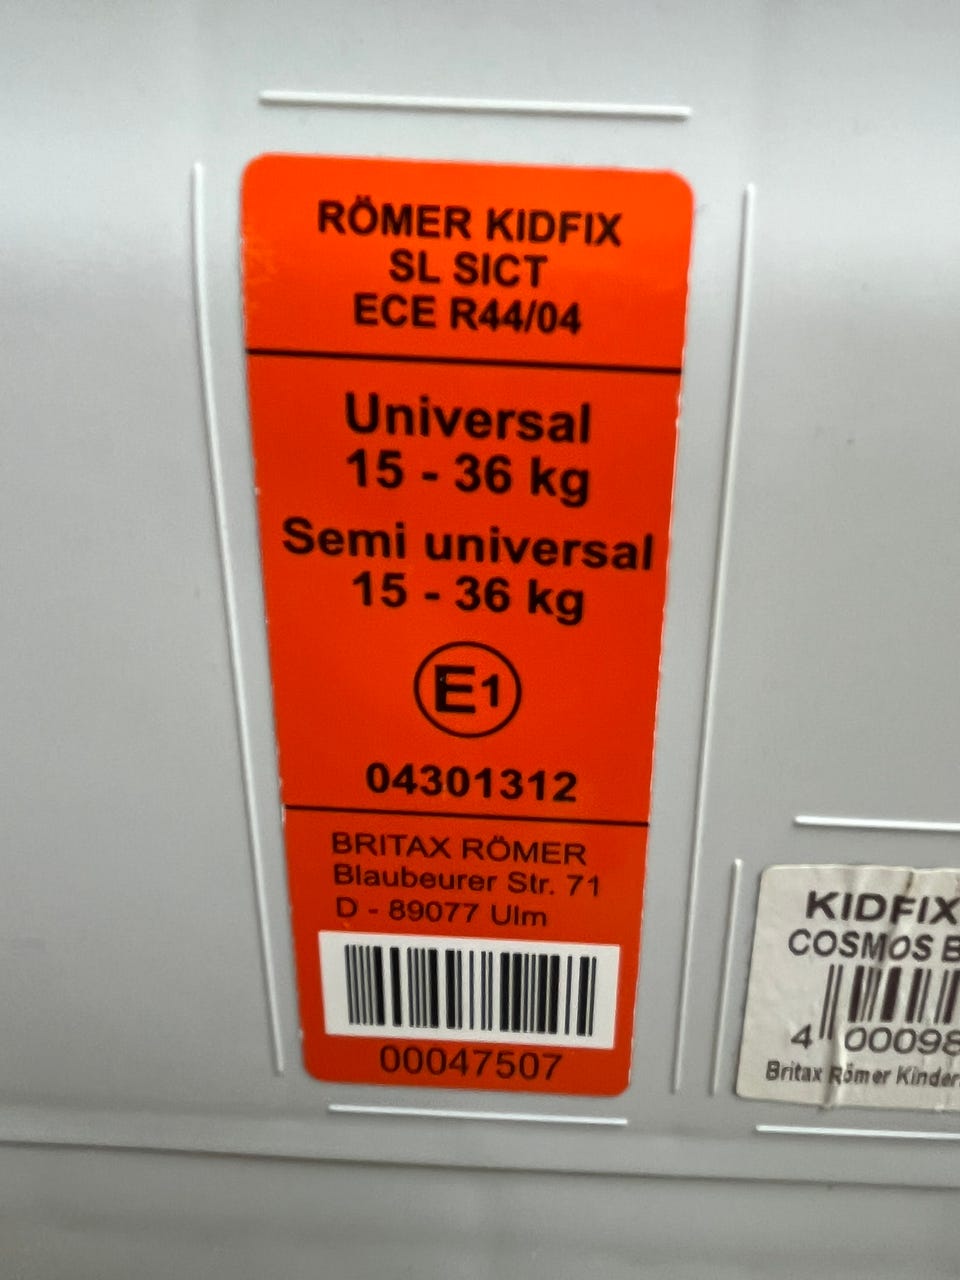 RÖMER KIDFIX
SL SICT
ECE R44/04
Universal
15 - 36 kg
Semi universal
15 - 36 kg
E1
04301312
BRITAX RÖMER
Blaubeurer Str. 71
D - 89077 Ulm
00047507
KIDFIX
COSMOS B
4 00098
Britax Römer Kinder